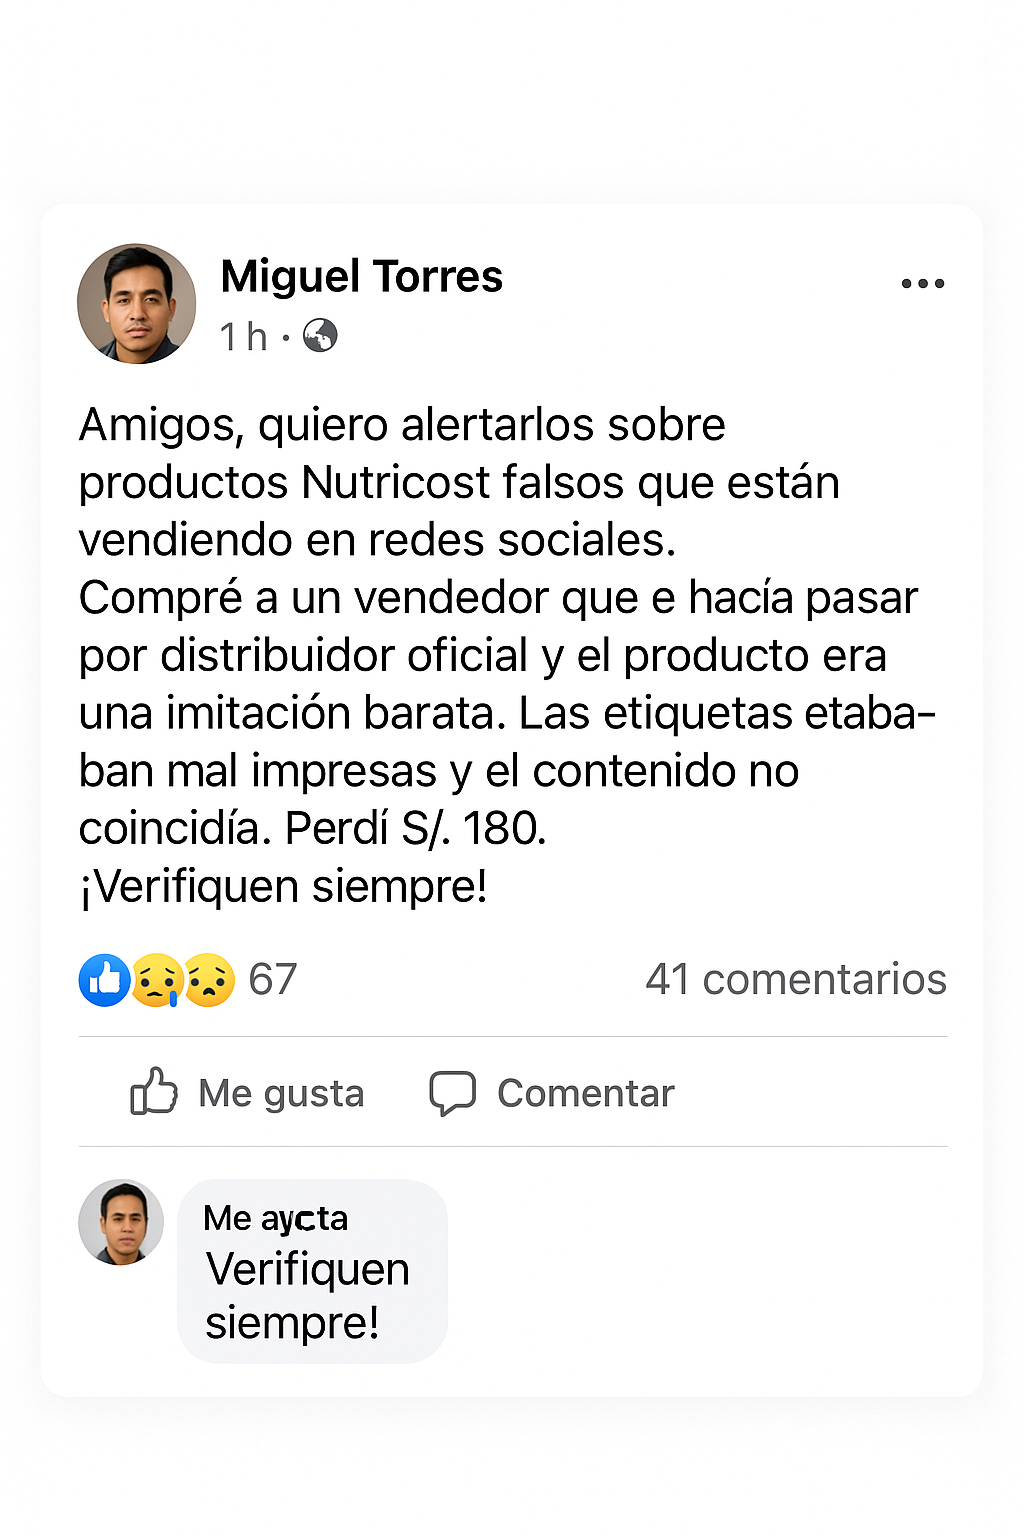 Miguel Torres
1 h ·
Amigos, quiero alertarlos sobre
productos Nutricost falsos que están
vendiendo en redes sociales.
Compré a un vendedor que e hacía pasar
por distribuidor oficial y el producto era
una imitación barata. Las etiquetas etaba-
ban mal impresas y el contenido no
coincidía. Perdí S/. 180.
¡Verifiquen siempre!
67 41 comentarios
Me gusta Comentar
Me
Verifiquen
siempre!